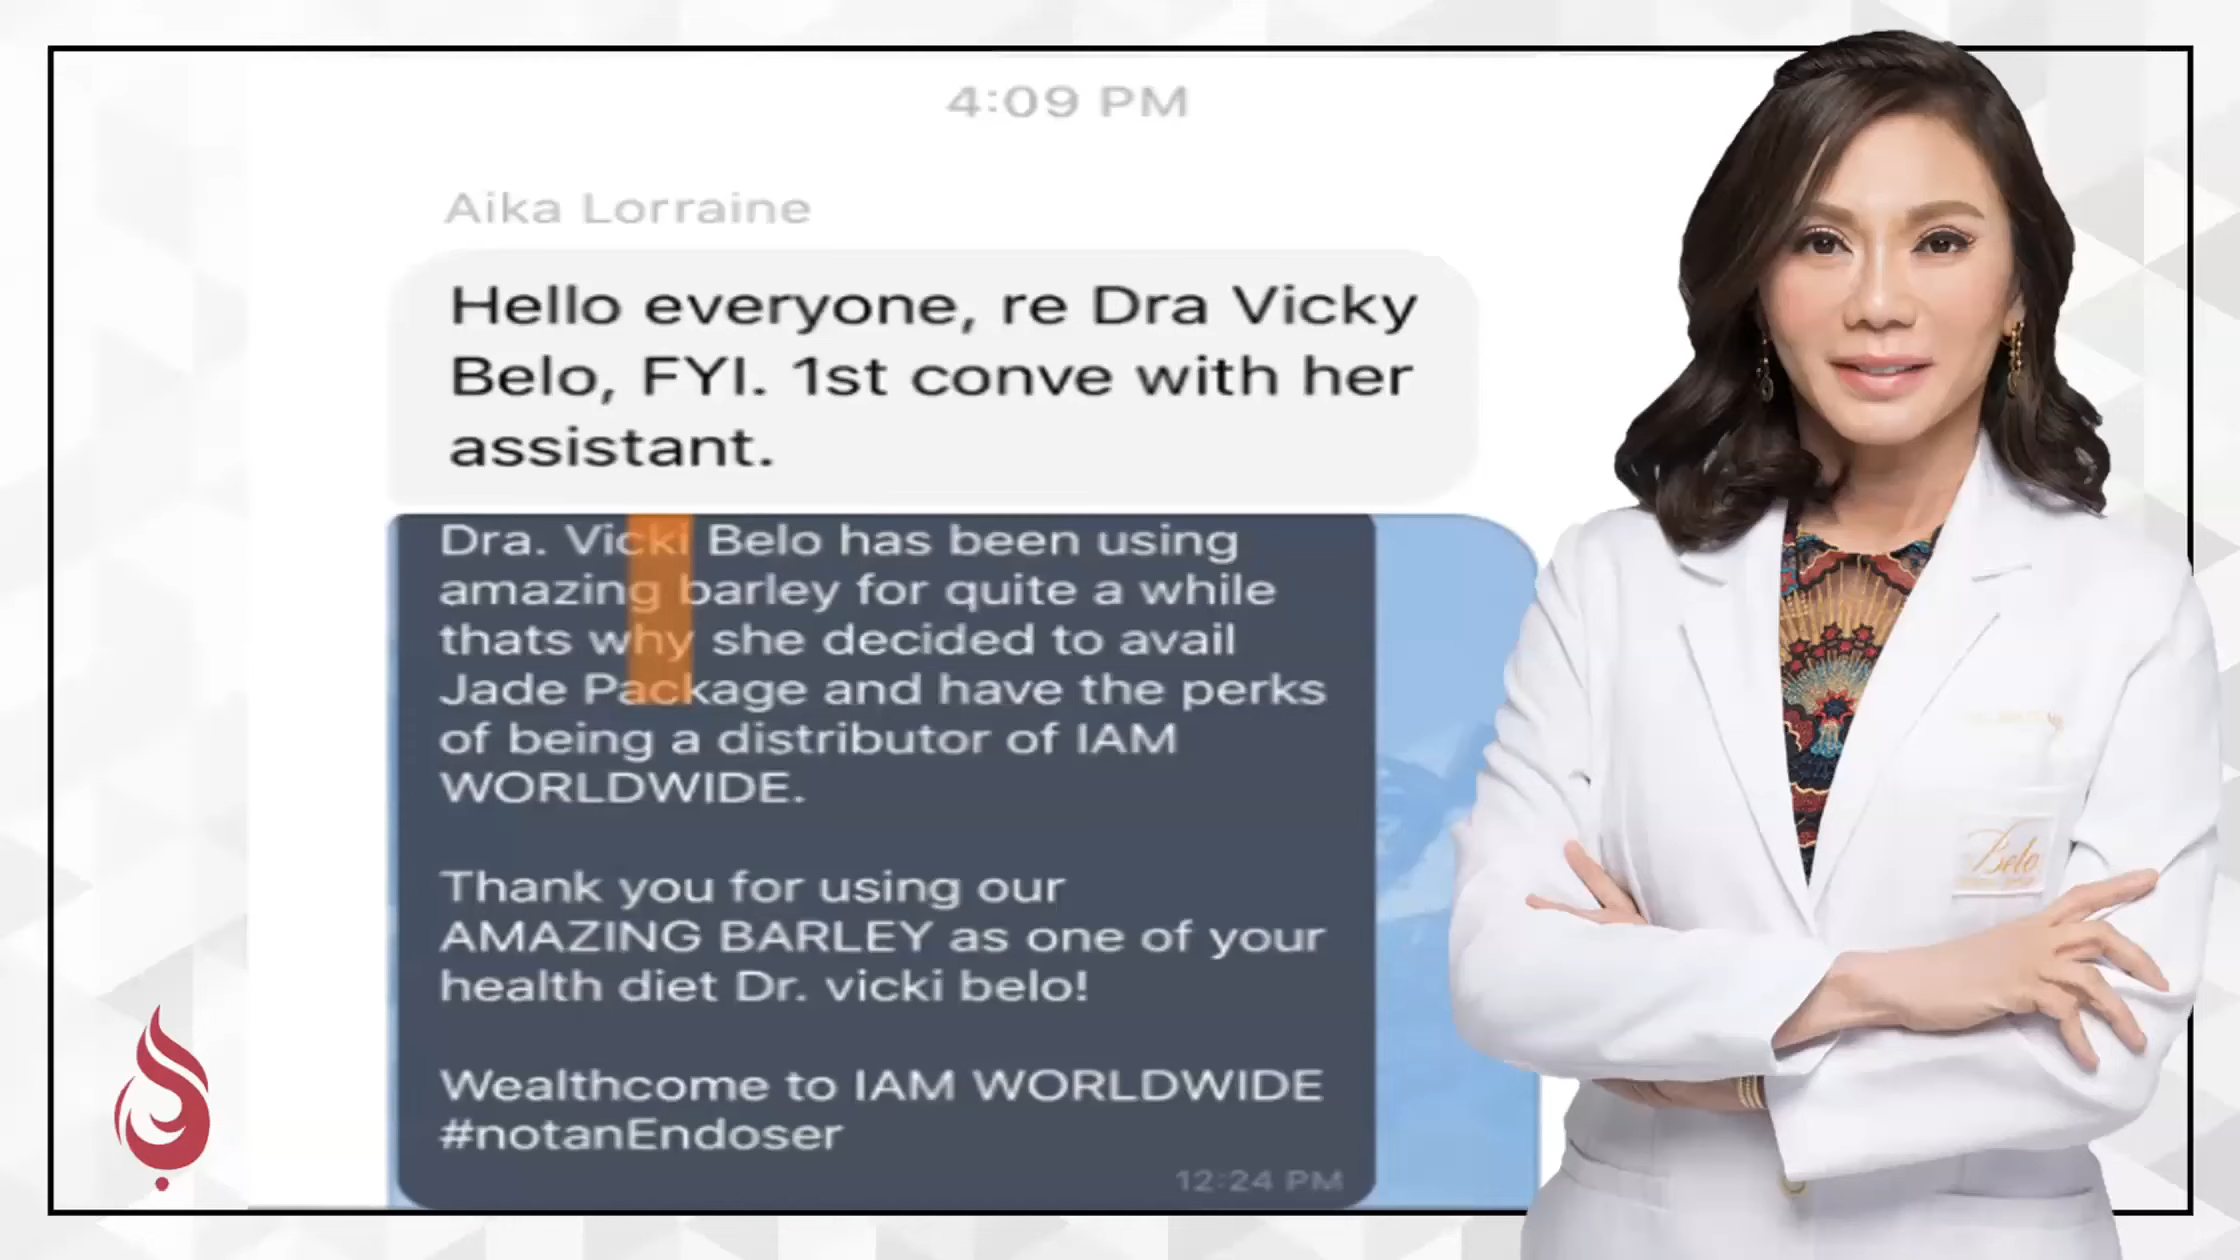 4:09 PM
Aika Lorraine
Hello everyone, re Dra Vicky
Belo, FYI. 1st conve with her
assistant.
Dra. Vicki Belo has been using
amazing barley for quite a while
thats why she decided to avail
Jade Package and have the perks
of being a distributor of IAM
WORLDWIDE.
Thank you for using our
AMAZING BARLEY as one of your
health diet Dr. vicki belo!
Wealthcome to IAM WORLDWIDE
#notanEndoser
12:24 PM
Belo